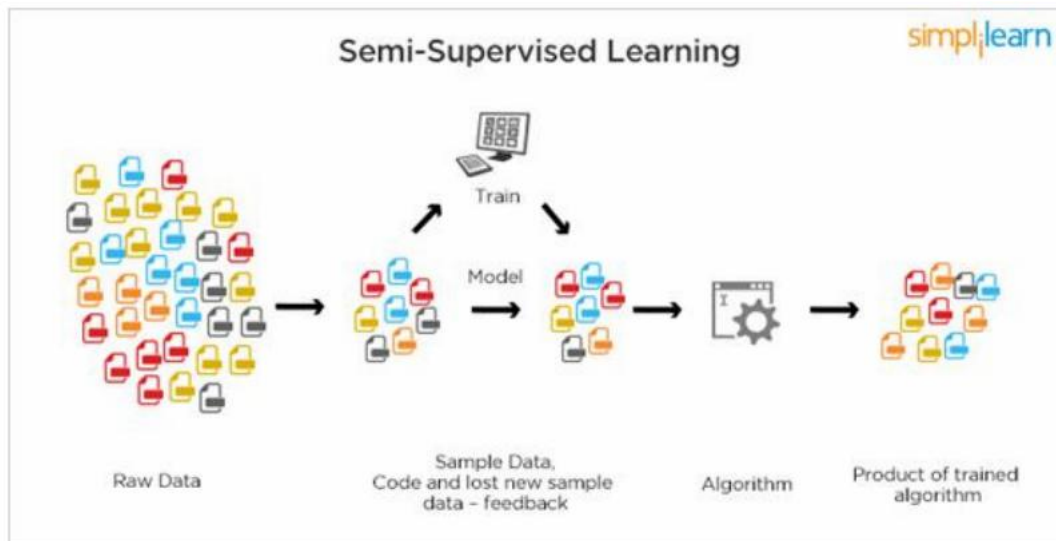 simplilearn
Semi-Supervised Learning
Train
Model
Raw Data
Sample Data,
Code and lost new sample
data – feedback
Algorithm
Product of trained
algorithm